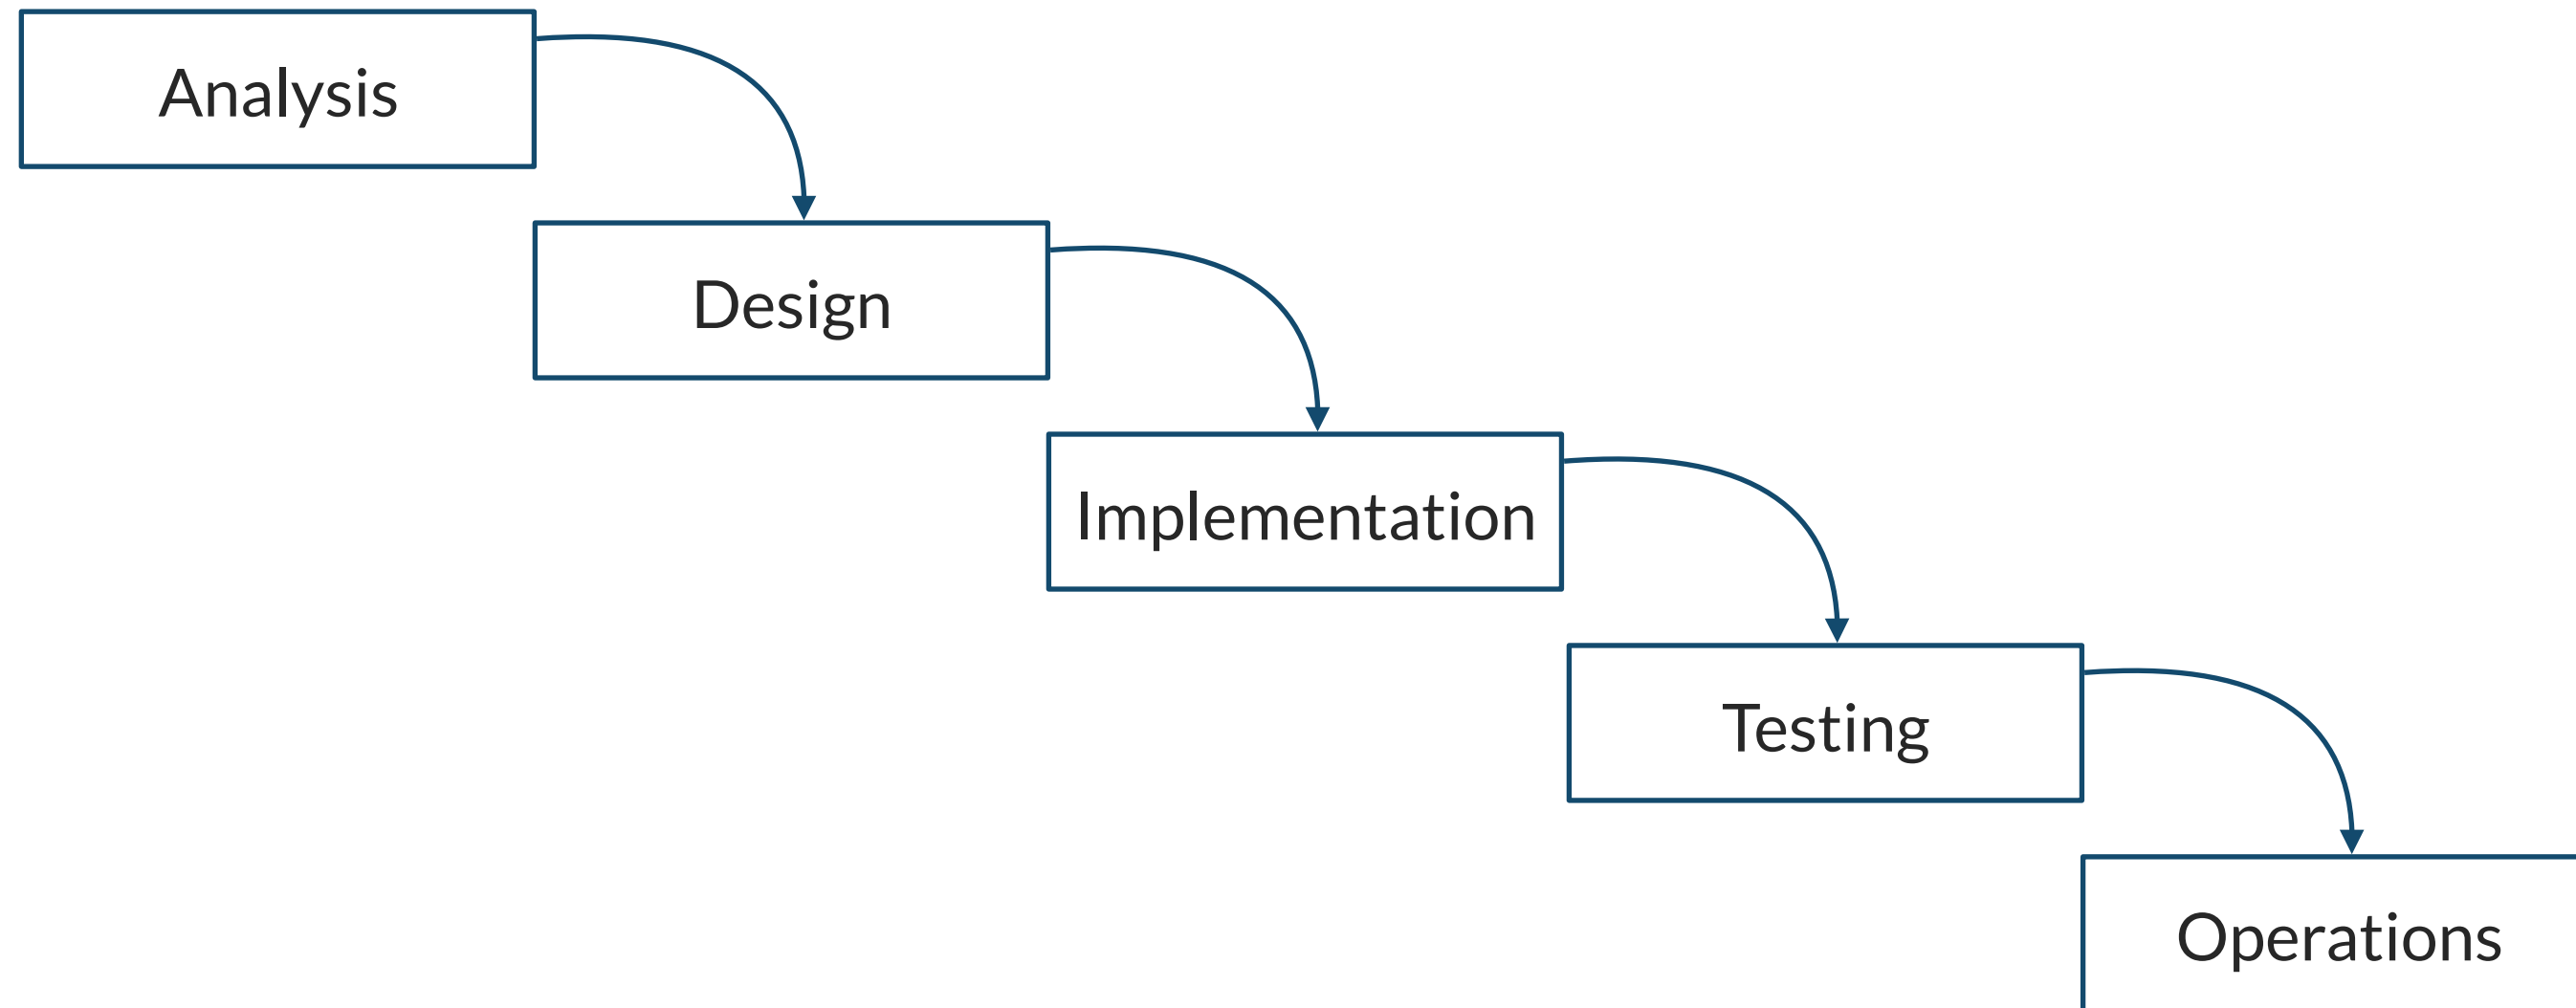 Analysis
Design
Implementation
Testing
Operations